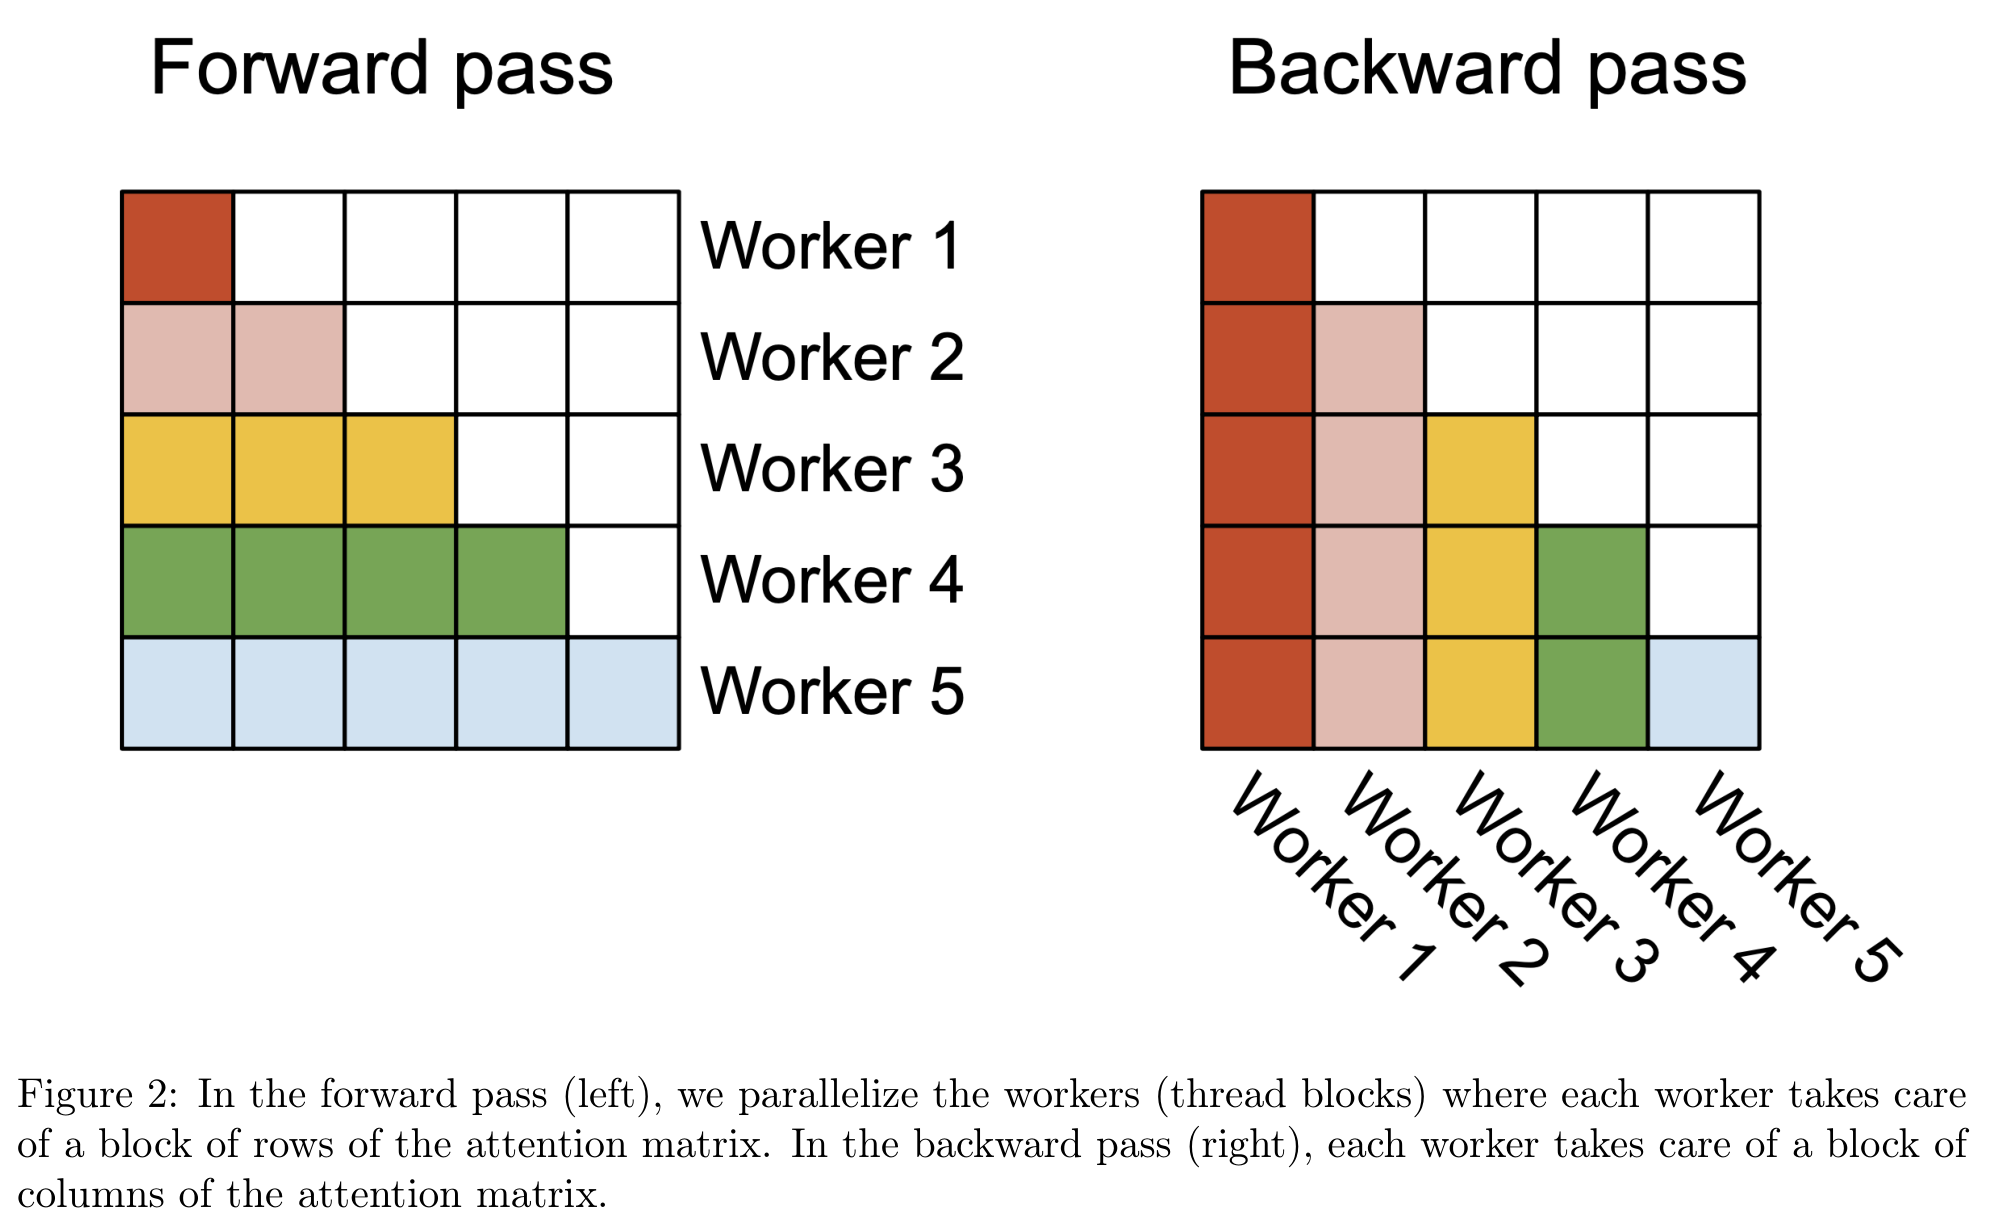 Forward pass
Backward pass
Worker 1
Worker 2
Worker 3
Worker 4
Worker 5
Worker 1
Worker 2
Worker 3
Worker 4
Worker 5
Figure 2: In the forward pass (left), we parallelize the workers (thread blocks) where each worker takes care
of a block of rows of the attention matrix. In the backward pass (right), each worker takes care of a block of
columns of the attention matrix.